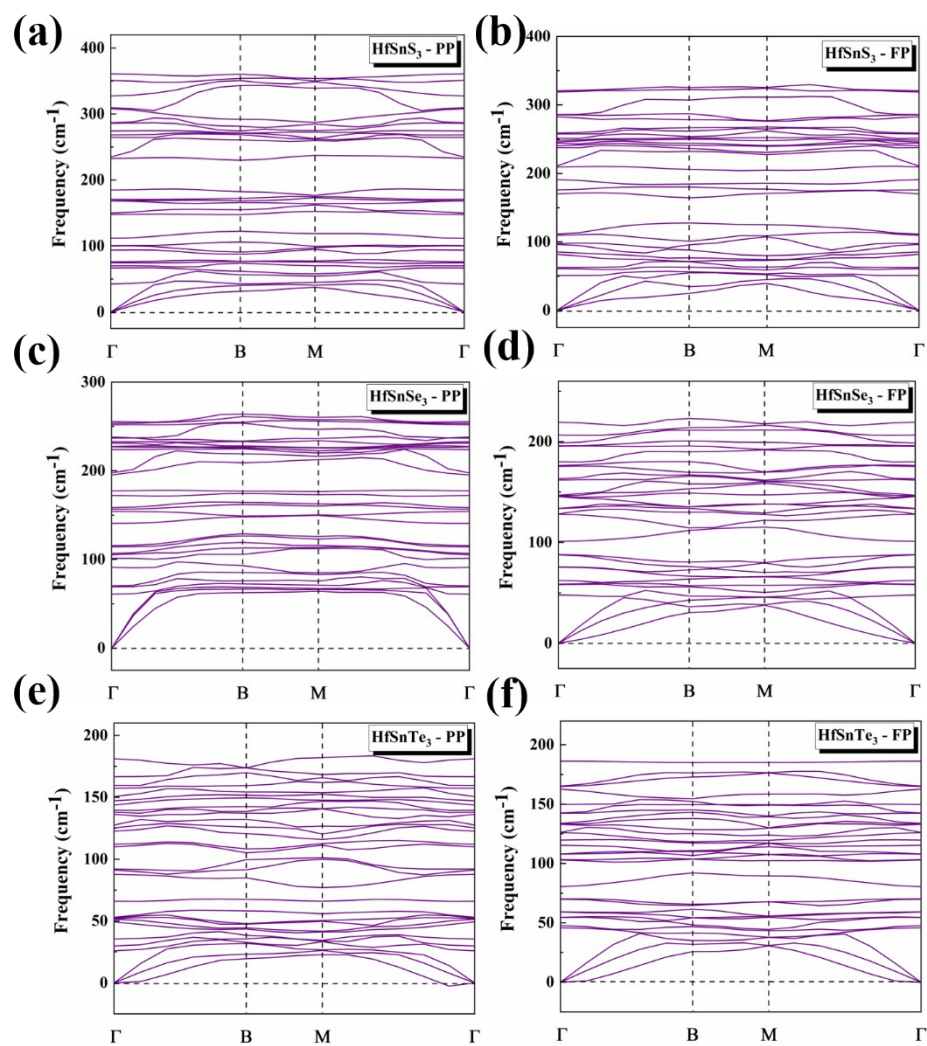 (a)
HfSnS3 - PP
Frequency (cm-1)
400
300
200
100
0
Γ B M Γ
(b)
HfSnS3 - FP
Frequency (cm-1)
400
300
200
100
0
Γ B M Γ
(c)
HfSnSe3 - PP
Frequency (cm-1)
300
200
100
0
Γ B M Γ
(d)
HfSnSe3 - FP
Frequency (cm-1)
200
100
0
Γ B M Γ
(e)
HfSnTe3 - PP
Frequency (cm-1)
200
150
100
50
0
Γ B M Γ
(f)
HfSnTe3 - FP
Frequency (cm-1)
200
150
100
50
0
Γ B M Γ